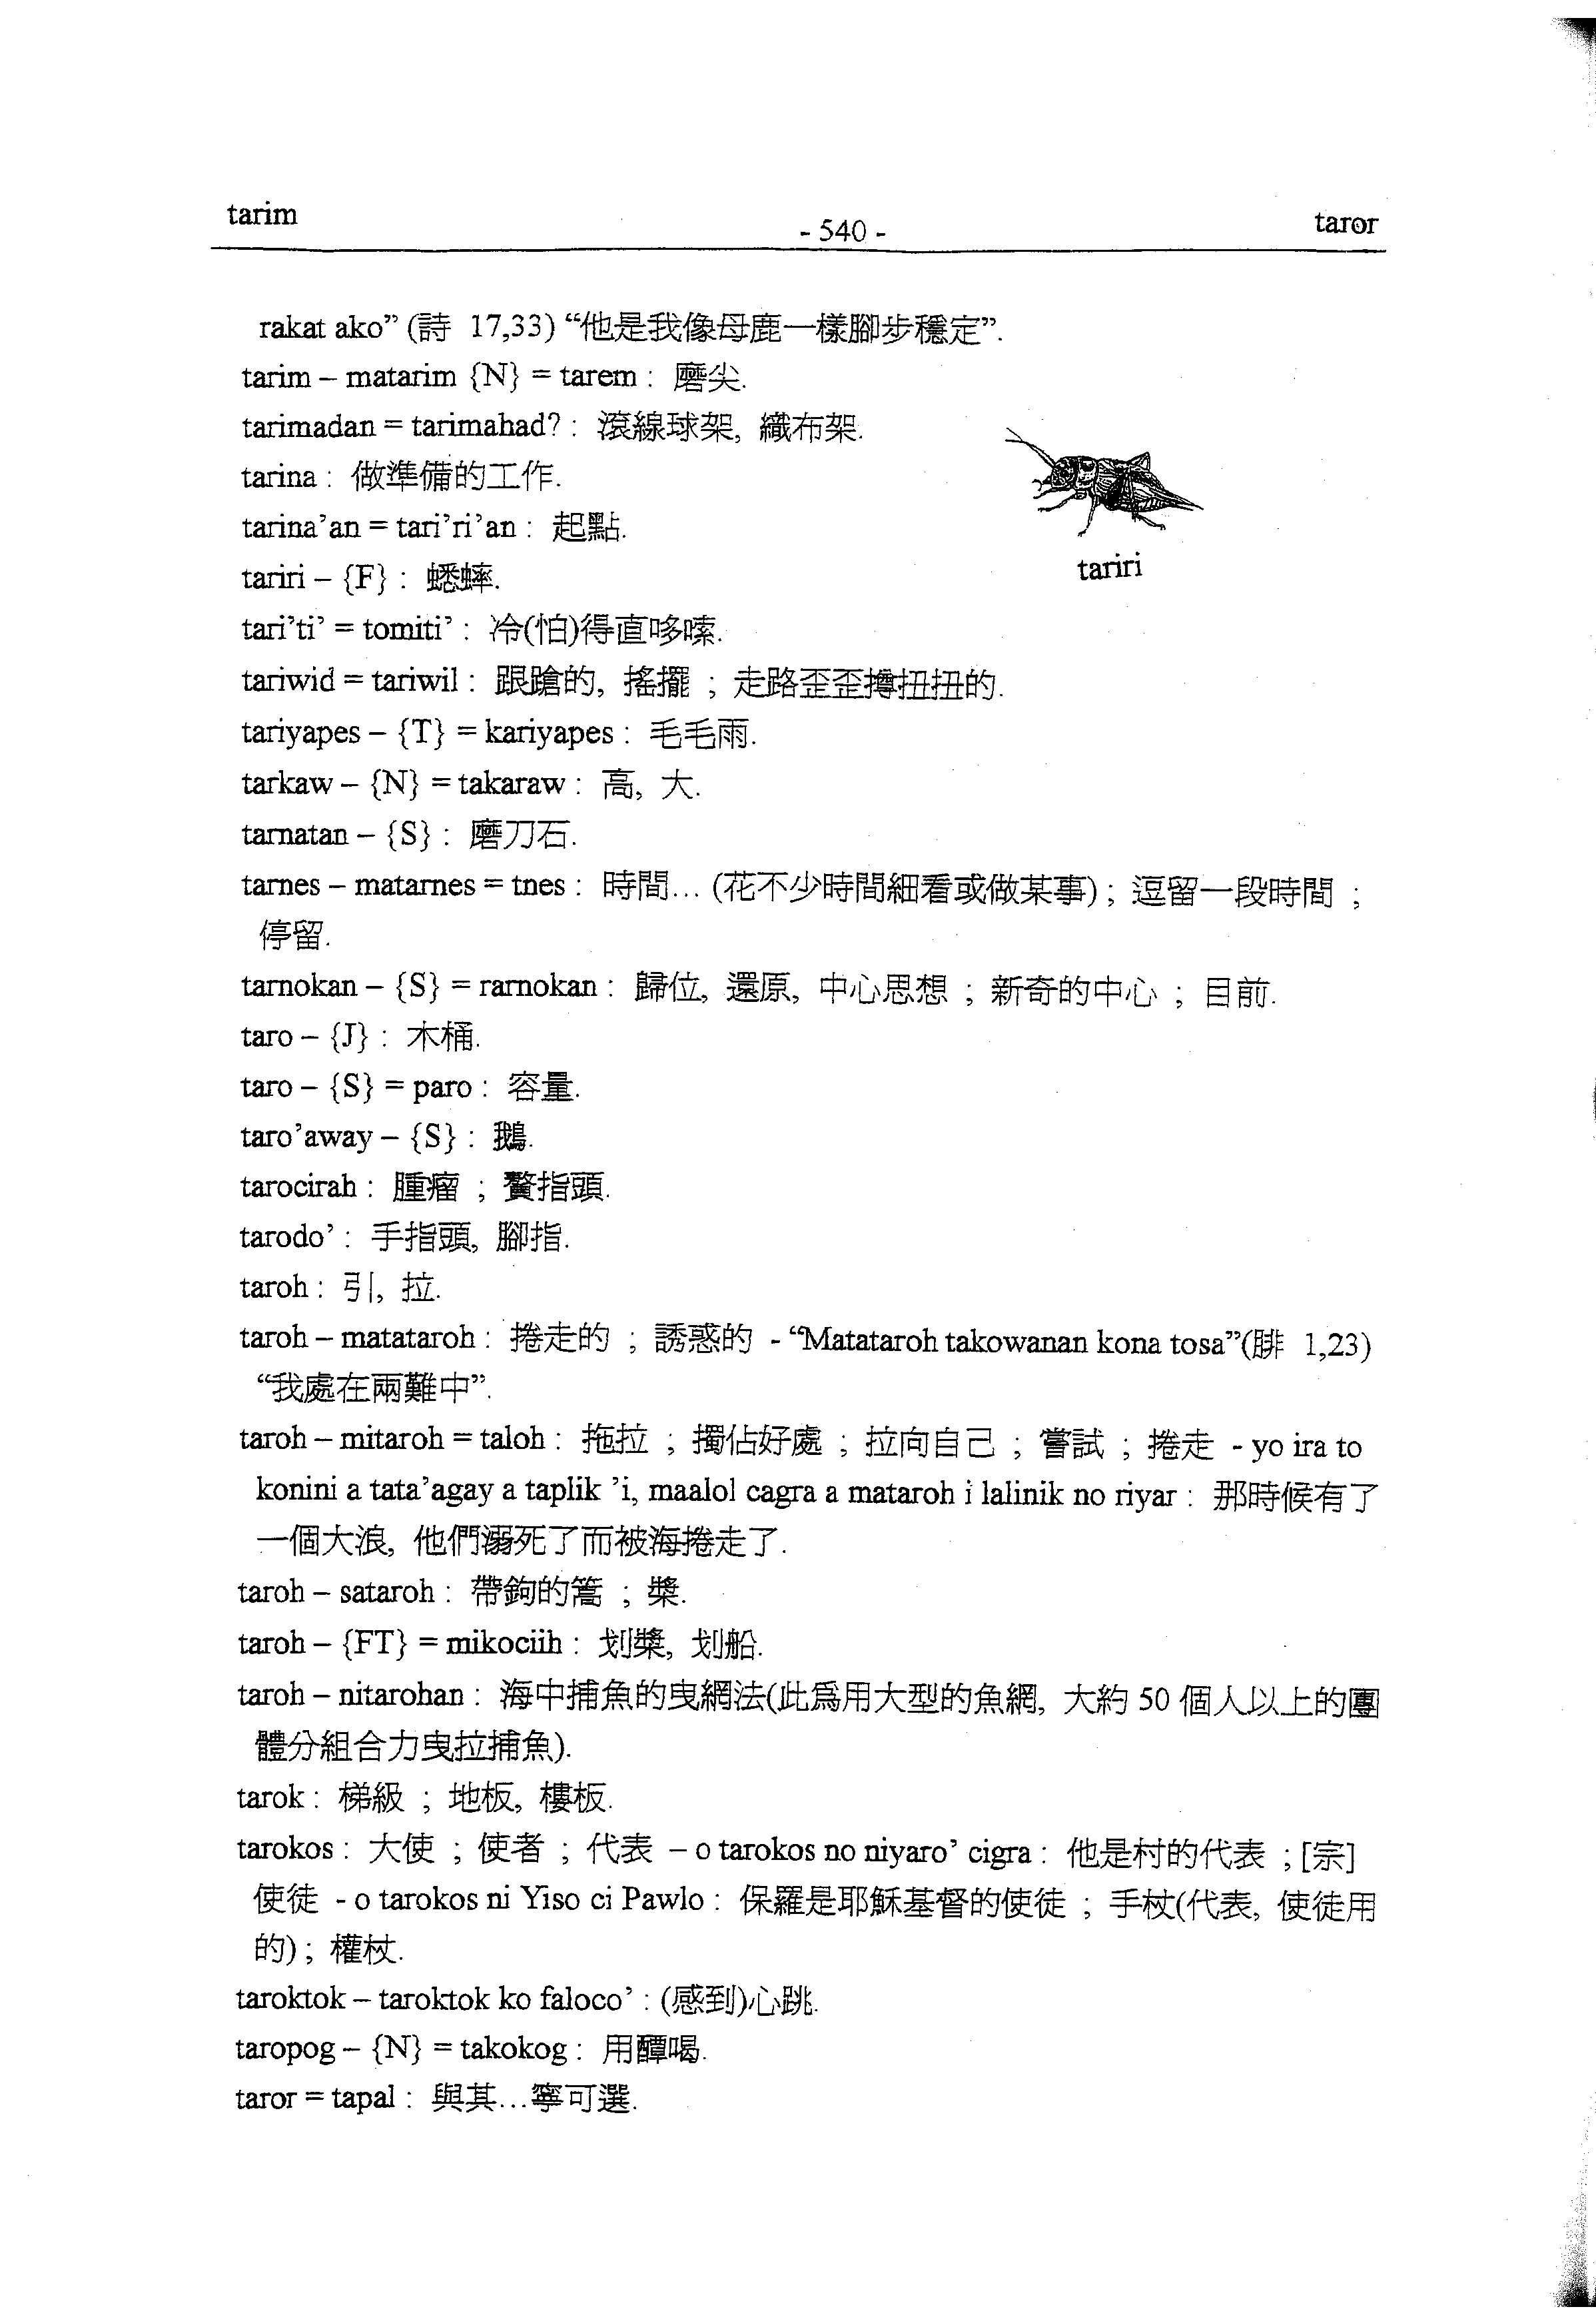 tarim
- 540 -
taror
rakat ako” (詩 17,33) “他是我像母鹿一樣腳步穩定”.
tarim – matarim {N} = tarem : 磨尖.
tarimadan = tarimahad? : 滾線球架, 織布架.
tarina : 做準備的工作.
tarina’an = tari’ri’an : 起點.
tariri – {F} : 蟋蟀.
tariri
tari’ti’ = tomiti’ : 冷(怕)得直哆嗦.
tariwid = tariwil : 踉蹌的, 搖擺 ; 走路歪歪撙扭扭的.
tariyapes – {T} = kariyapes : 毛毛雨.
tarkaw – {N} = takaraw : 高, 大.
tarnatan – {S} : 磨刀石.
tarnes – matarnes = tnes : 時間... (花不少時間細看或做某事) ; 逗留一段時間 ;
停留.
tarnokan – {S} = ramokan : 歸位, 還原, 中心思想 ; 新奇的中心 ; 目前.
taro – {J} : 木桶.
taro – {S} = paro : 容量.
taro’away – {S} : 鵝.
tarocirah : 腫瘤 ; 贅指頭.
tarodo’ : 手指頭, 腳指.
taroh : 引, 拉.
taroh – matataroh : 捲走的 ; 誘惑的 - “Matataroh takowanan kona tosa”(腓 1,23)
“我處在兩難中”.
taroh – mitaroh = taloh : 拖拉 ; 獨佔好處 ; 拉向自己 ; 嘗試 ; 捲走 - yo ira to
konini a tata’agay a taplik ’i, maalol cagra a mataroh i lalinik no riyar : 那時候有了
一個大浪, 他們溺死了而被海捲走了.
taroh – sataroh : 帶鉤的篙 ; 槳.
taroh – {FT} = mikociih : 划槳, 划船.
taroh – nitarohan : 海中捕魚的曳網法(此為用大型的魚網, 大約 50 個人以上的團
體分組合力曳拉捕魚).
tarok : 梯級 ; 地板, 樓板.
tarokos : 大使 ; 使者 ; 代表 – o tarokos no niyaro’ cigra : 他是村的代表 ; [宗]
使徒 - o tarokos ni Yiso ci Pawlo : 保羅是耶穌基督的使徒 ; 手杖(代表, 使徒用
的) ; 權杖.
taroktok – taroktok ko faloco’ : (感到)心跳.
taropog – {N} = takokog : 用罈喝.
taror = tapal : 與其...寧可選.